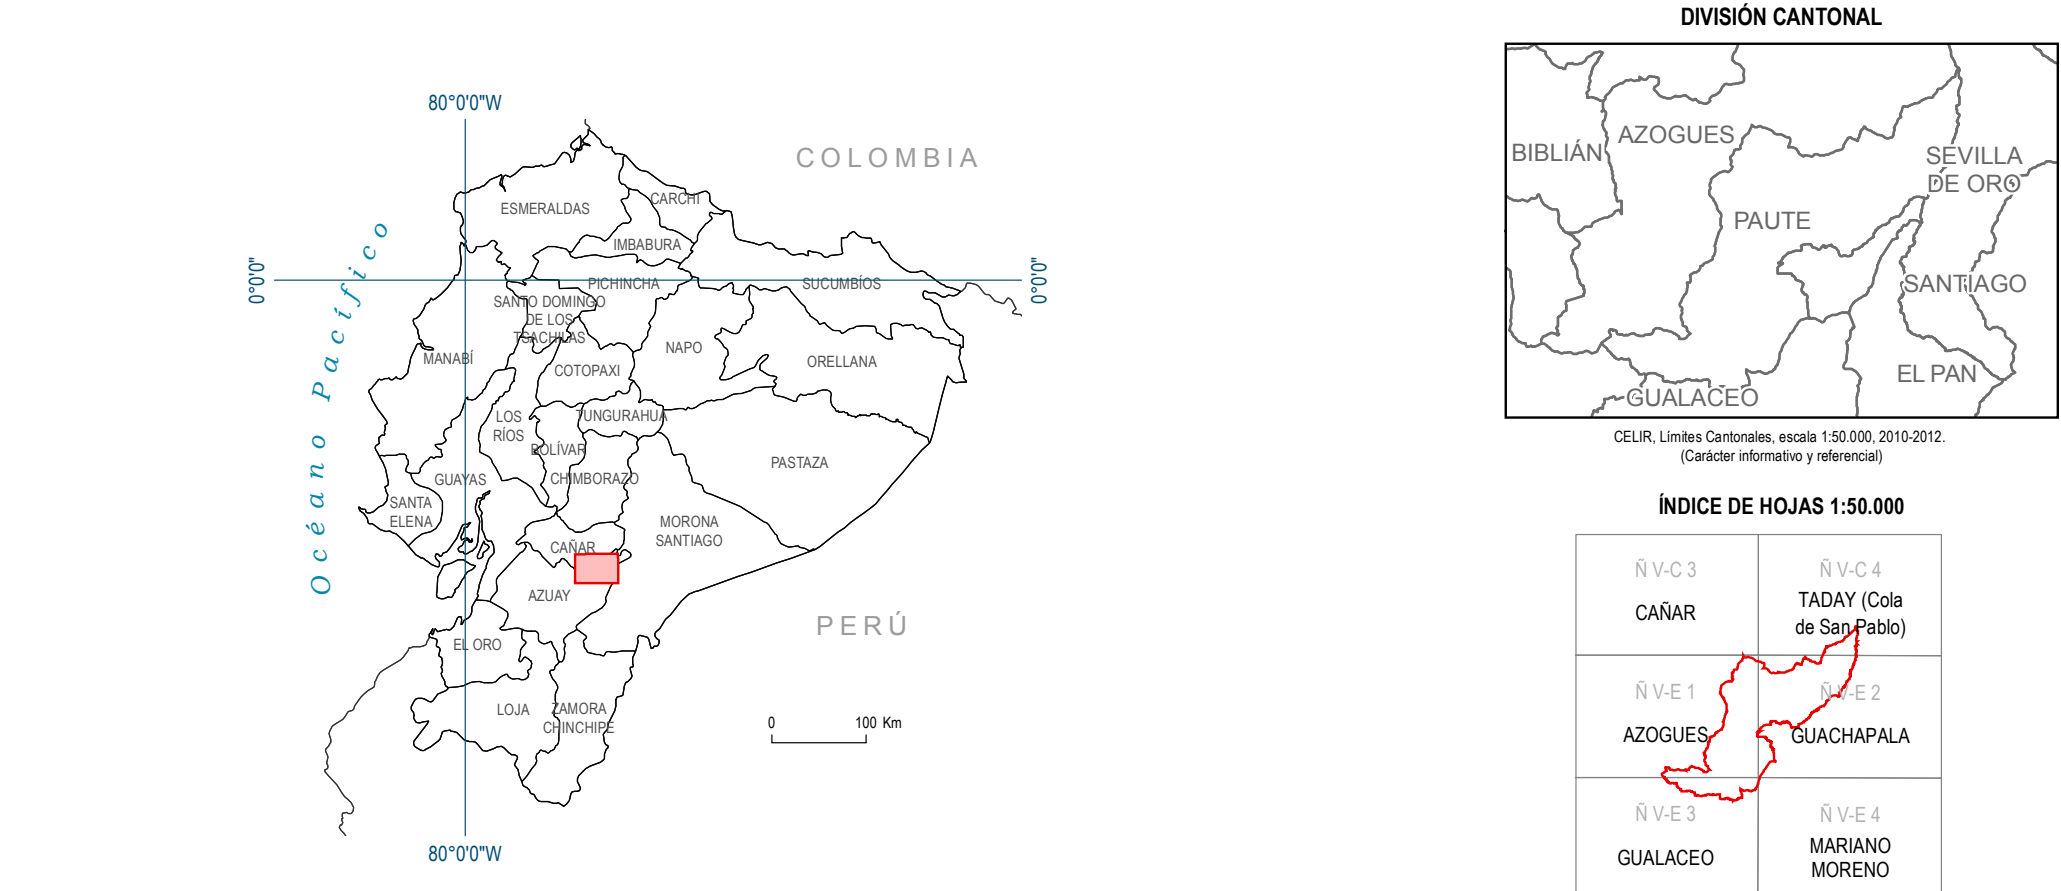 80°0'0"W
COLOMBIA
ESMERALDAS
CARCHI
IMBABURA
0°0'0"
PICHINCHA
SUCUMBÍOS
0°0'0"
SANTO DOMINGO
DE LOS
TSACHILAS
Océano Pacífico
MANABÍ
COTOPAXI
NAPO
ORELLANA
LOS
RÍOS
TUNGURAHUA
BOLÍVAR
PASTAZA
GUAYAS
CHIMBORAZO
SANTA
ELENA
MORONA
SANTIAGO
CAÑAR
AZUAY
PERÚ
EL ORO
LOJA
ZAMORA
CHINCHIPE
0 100 Km
80°0'0"W
DIVISIÓN CANTONAL
BIBLIÁN
AZOGUES
SEVILLA
DE ORO
PAUTE
SANTIAGO
EL PAN
GUALACEO
CELIR, Límites Cantonales, escala 1:50.000, 2010-2012.
(Carácter informativo y referencial)
ÍNDICE DE HOJAS 1:50.000
Ñ V-C 3
CAÑAR
Ñ V-C 4
TADAY (Cola
de San Pablo)
Ñ V-E 1
AZOGUES
Ñ V-E 2
GUACHAPALA
Ñ V-E 3
GUALACEO
Ñ V-E 4
MARIANO
MORENO